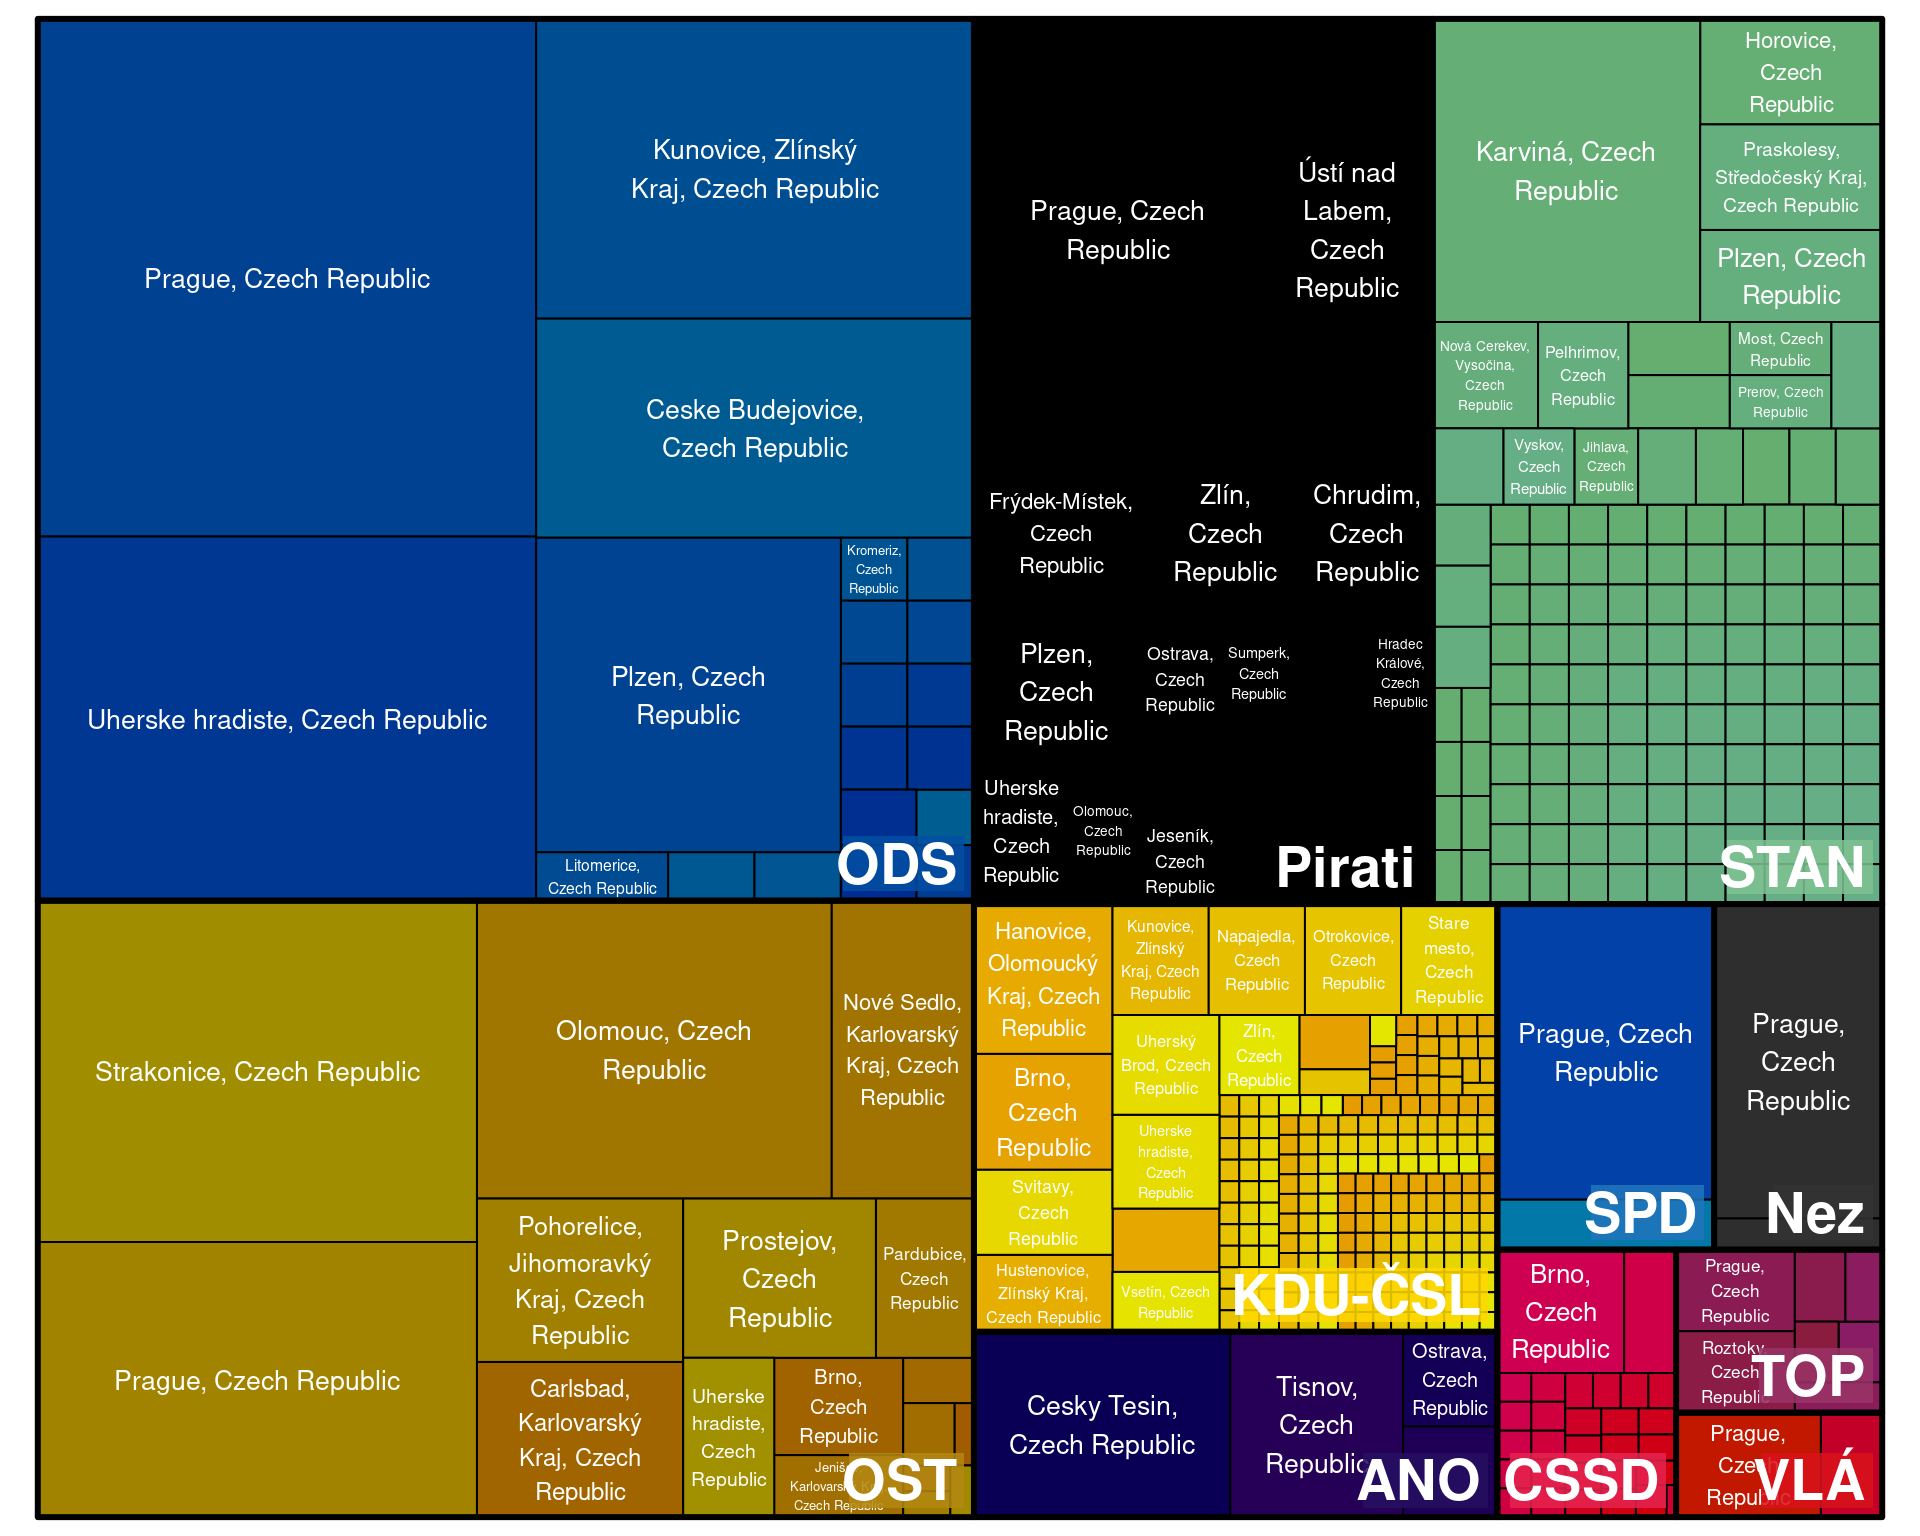 Prague, Czech Republic
Kunovice, Zlínský
Kraj, Czech Republic
Ceske Budejovice,
Czech Republic
Uherske hradiste, Czech Republic
Plzen, Czech
Republic
Kromeriz,
Czech
Republic
Litomerice,
Czech Republic
ODS
Prague, Czech
Republic
Ústí nad
Labem,
Czech
Republic
Frýdek-Místek,
Czech
Republic
Zlín,
Czech
Republic
Chrudim,
Czech
Republic
Plzen,
Czech
Republic
Ostrava,
Czech
Republic
Sumperk,
Czech
Republic
Hradec
Králové,
Czech
Republic
Uherske
hradiste,
Czech
Republic
Olomouc,
Czech
Republic
Jeseník,
Czech
Republic
Pirati
Karviná, Czech
Republic
Horovice,
Czech
Republic
Praskolesy,
Středočeský Kraj,
Czech Republic
Plzen, Czech
Republic
Nová Cerekev,
Vysočina,
Czech
Republic
Pelhrimov,
Czech
Republic
Most, Czech
Republic
Prerov, Czech
Republic
Vyskov,
Czech
Republic
Jihlava,
Czech
Republic
STAN
Strakonice, Czech Republic
Prague, Czech Republic
Olomouc, Czech
Republic
Nové Sedlo,
Karlovarský
Kraj, Czech
Republic
Pohorelice,
Jihomoravký
Kraj, Czech
Republic
Prostejov,
Czech
Republic
Pardubice,
Czech
Republic
Carlsbad,
Karlovarský
Kraj, Czech
Republic
Uherske
hradiste,
Czech
Republic
Brno,
Czech
Republic
Karlovarský
Czech Republic
OST
Hanovice,
Olomoucký
Kraj, Czech
Republic
Kunovice,
Zlínský
Kraj, Czech
Republic
Napajedla,
Czech
Republic
Otrokovice,
Czech
Republic
Stare
mesto,
Czech
Republic
Brno,
Czech
Republic
Uherský
Brod, Czech
Republic
Zlín,
Czech
Republic
Svitavy,
Czech
Republic
Uherske
hradiste,
Czech
Republic
Hustenovice,
Zlínský Kraj,
Czech Republic
Vsetín, Czech
Republic
KDU-ČSL
Prague, Czech
Republic
SPD
Prague,
Czech
Republic
Nez
Cesky Tesin,
Czech Republic
Tisnov,
Czech
Republic
Ostrava,
Czech
Republic
ANO
Brno,
Czech
Republic
CSSD
Prague,
Czech
Republic
Roztoky,
Czech
Republic
TOP
Prague,
Czech
Republic
VLÁ